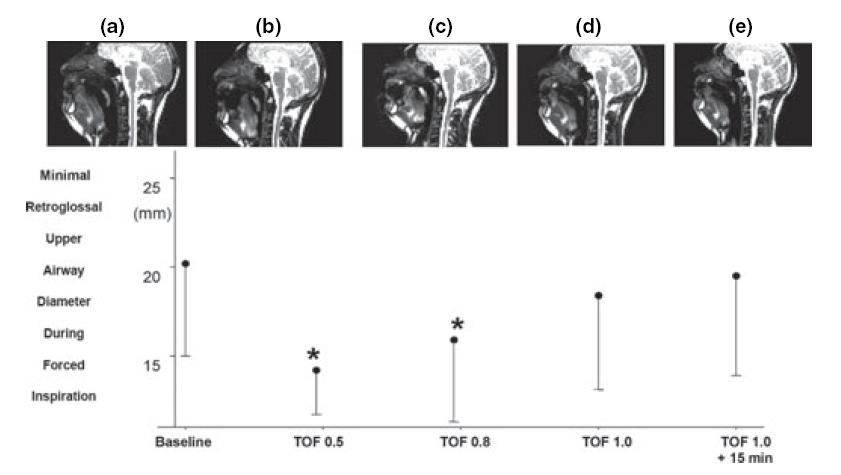 (a) (b) (c) (d) (e)
Minimal
Retroglossal
Upper
Airway
Diameter
During
Forced
Inspiration
25
(mm)
20
15
*
*
Baseline TOF 0.5 TOF 0.8 TOF 1.0 TOF 1.0
+ 15 min